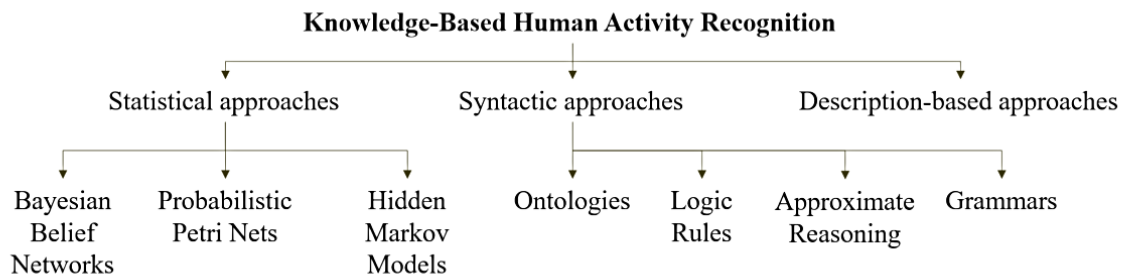 Knowledge-Based Human Activity Recognition
Statistical approaches
Syntactic approaches
Description-based approaches
Bayesian
Belief
Networks
Probabilistic
Petri Nets
Hidden
Markov
Models
Ontologies
Logic
Rules
Approximate
Reasoning
Grammars